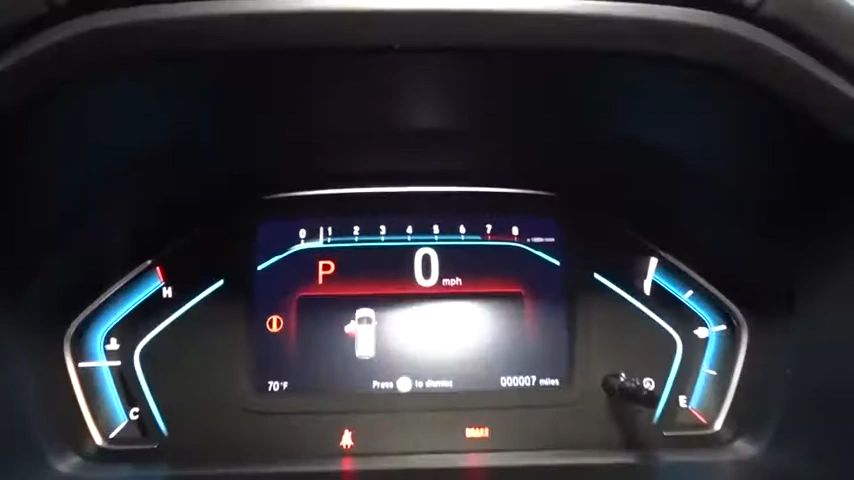 0 1 2 3 4 5 6 7 8
P 0 mph
H
70°F Press to dismiss 000007 miles
C
E
BRAKE